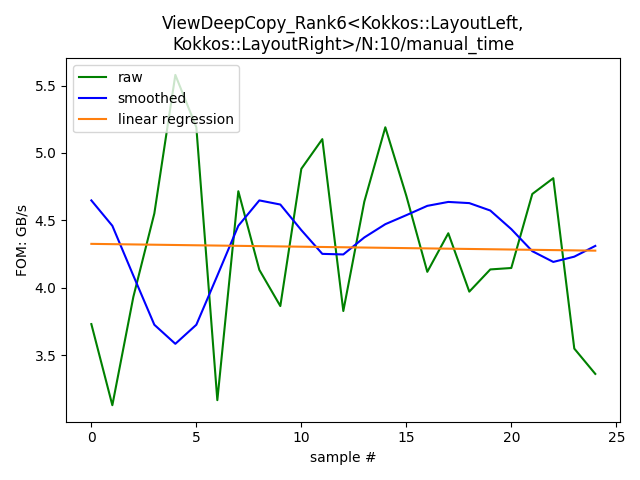 ViewDeepCopy_Rank6<Kokkos::LayoutLeft,
Kokkos::LayoutRight>/N:10/manual_time
raw
smoothed
linear regression
FOM: GB/s
5.5
5.0
4.5
4.0
3.5
0
5
10
15
20
25
sample #